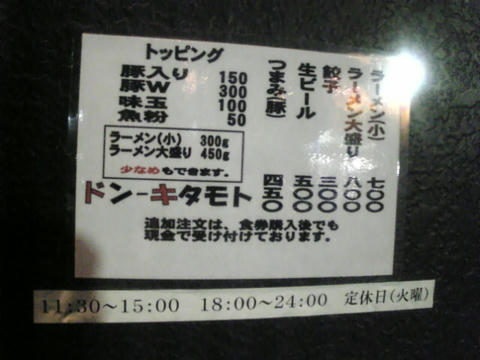 トッピング
豚入り 150
豚W 300
味玉 100
魚粉 50
ラーメン(小) 300g
ラーメン大盛り 450g
少なめもできます。
ラーメン(小) 七〇〇
ラーメン大盛り 八〇〇
餃子 三〇〇
生ビール 五〇〇
つまみ(豚) 四五〇
ドン-キタモト
追加注文は、食券購入後でも
現金で受け付けております。
11:30～15:00 18:00～24:00 定休日(火曜)